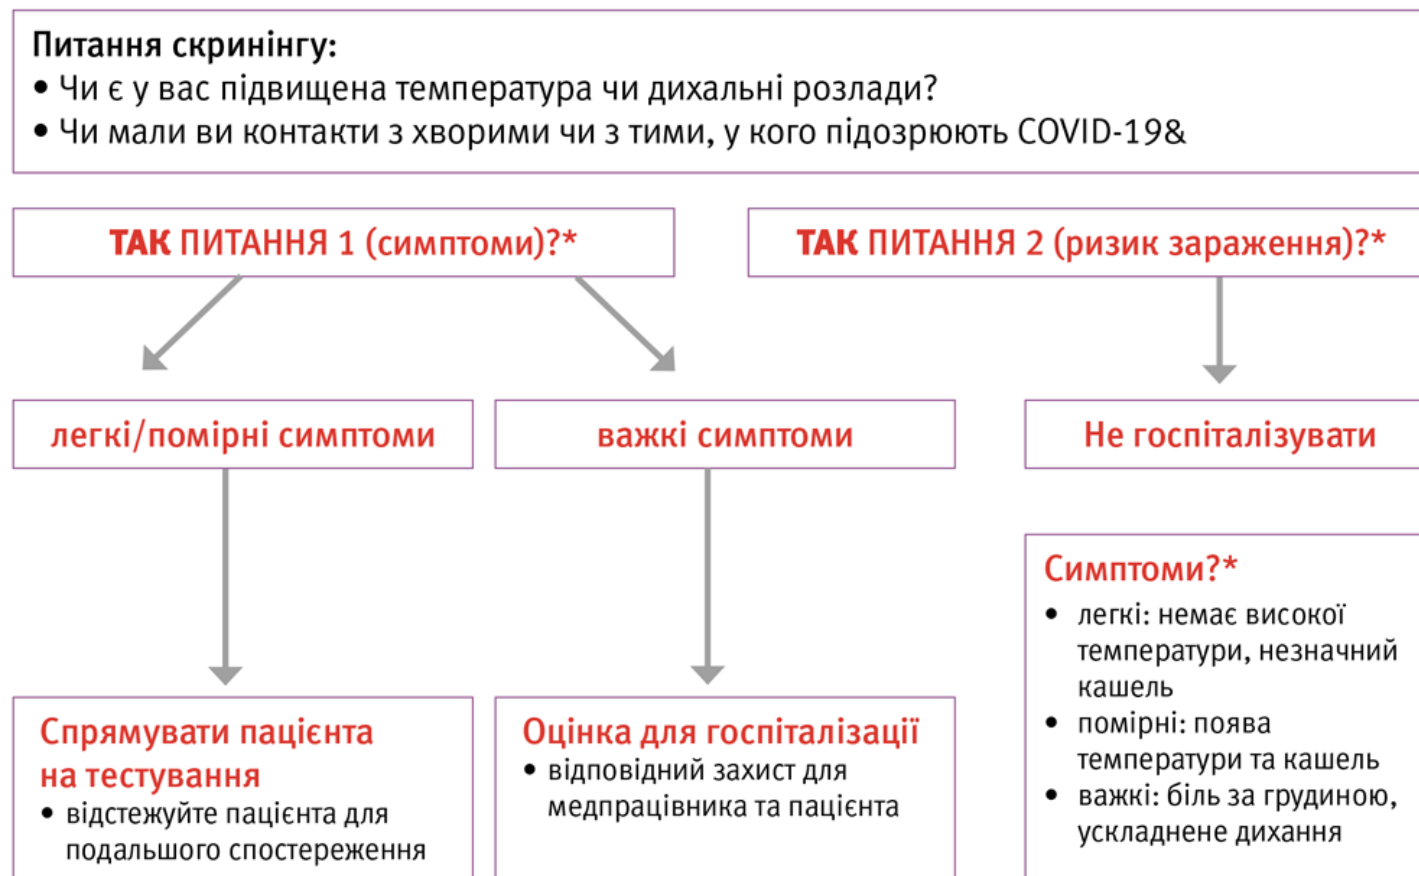 Питання скринінгу:
• Чи є у вас підвищена температура чи дихальні розлади?
• Чи мали ви контакти з хворими чи з тими, у кого підозрюють COVID-19&
ТАК ПИТАННЯ 1 (симптоми)?*
ТАК ПИТАННЯ 2 (ризик зараження)?*
легкі/помірні симптоми
важкі симптоми
Не госпіталізувати
Спрямувати пацієнта
на тестування
• відстежуйте пацієнта для
подальшого спостереження
Оцінка для госпіталізації
• відповідний захист для
медпрацівника та пацієнта
Симптоми?*
• легкі: немає високої
температури, незначний
кашель
• помірні: поява
температури та кашель
• важкі: біль за грудиною,
ускладнене дихання